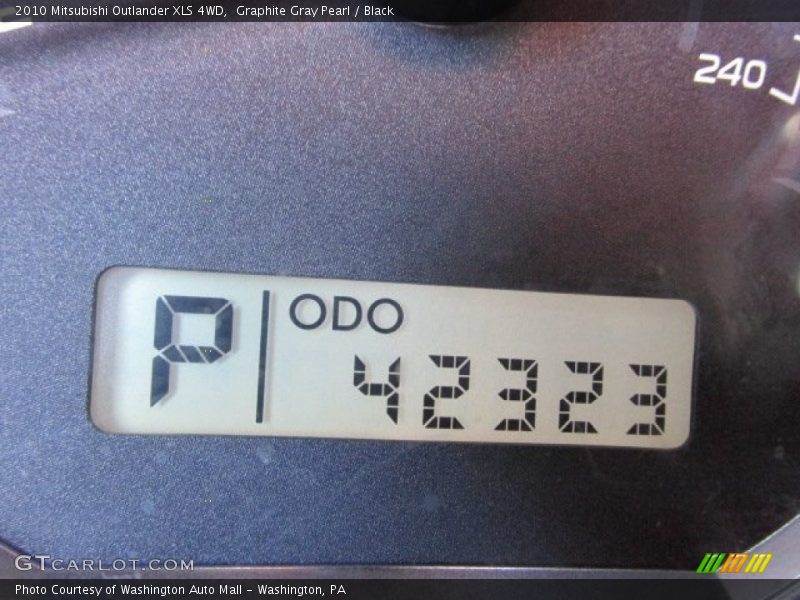 2010 Mitsubishi Outlander XLS 4WD, Graphite Gray Pearl / Black
240
P
ODO
42323
GTCARLOT.COM
Photo Courtesy of Washington Auto Mall - Washington, PA